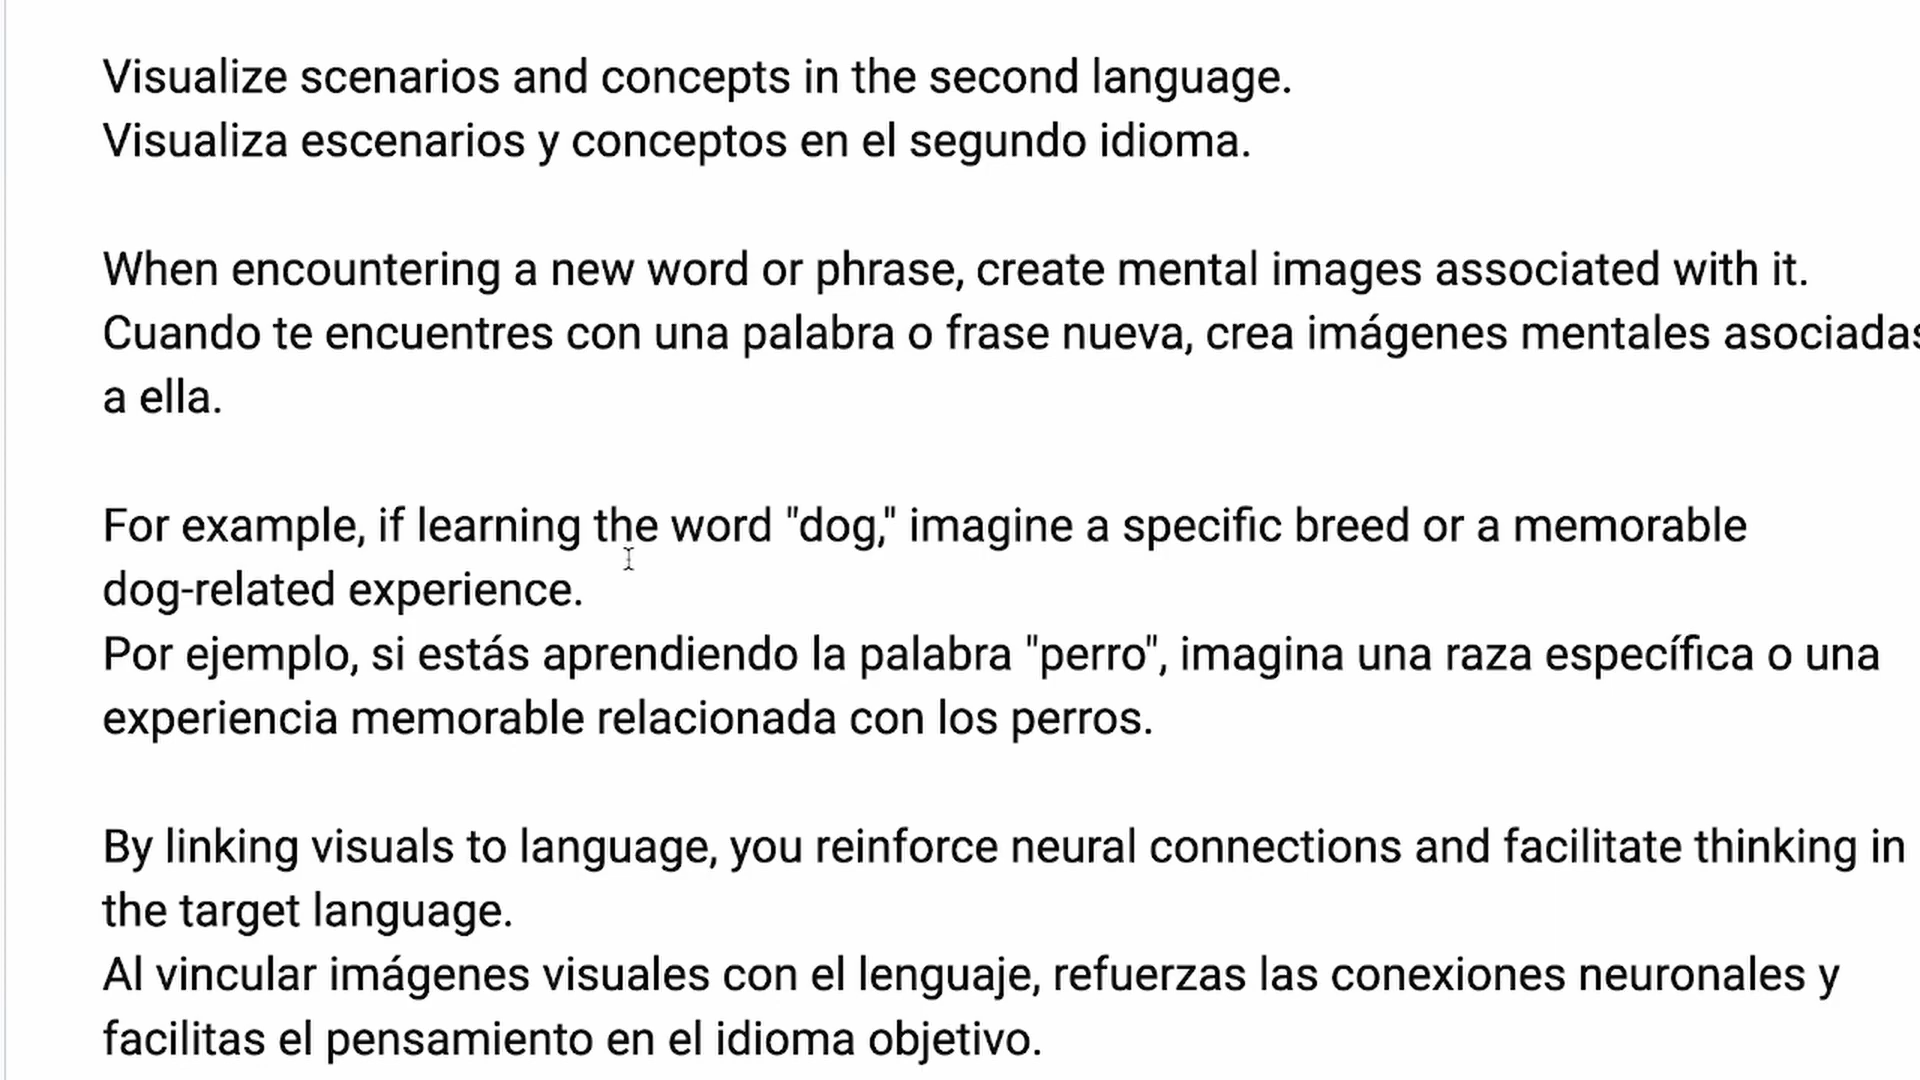 Visualize scenarios and concepts in the second language.
Visualiza escenarios y conceptos en el segundo idioma.
When encountering a new word or phrase, create mental images associated with it.
Cuando te encuentres con una palabra o frase nueva, crea imágenes mentales asociadas
a ella.
For example, if learning the word "dog," imagine a specific breed or a memorable
dog-related experience.
Por ejemplo, si estás aprendiendo la palabra "perro", imagina una raza específica o una
experiencia memorable relacionada con los perros.
By linking visuals to language, you reinforce neural connections and facilitate thinking in
the target language.
Al vincular imágenes visuales con el lenguaje, refuerzas las conexiones neuronales y
facilitas el pensamiento en el idioma objetivo.